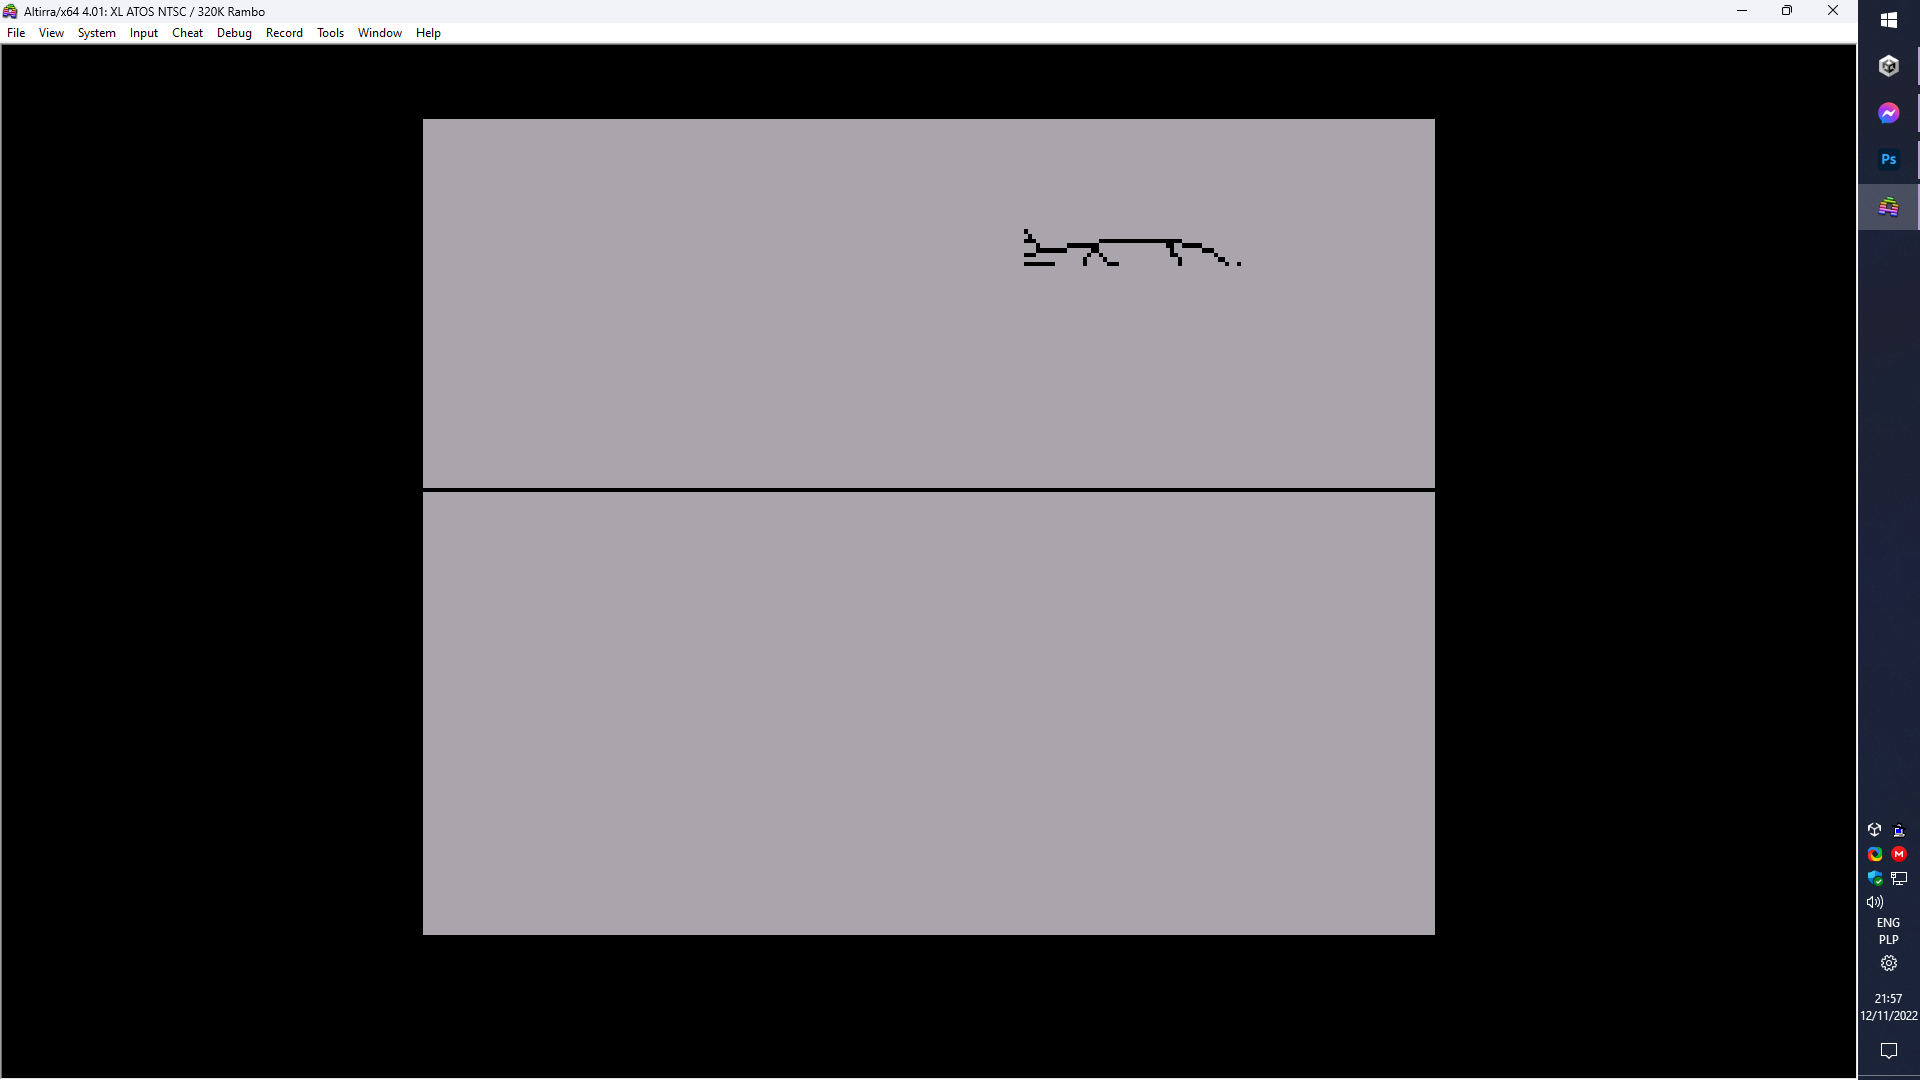 Altirra/x64 4.01: XL ATOS NTSC / 320K Rambo
File View System Input Cheat Debug Record Tools Window Help
Ps
M
ENG
PLP
21:57
12/11/2022